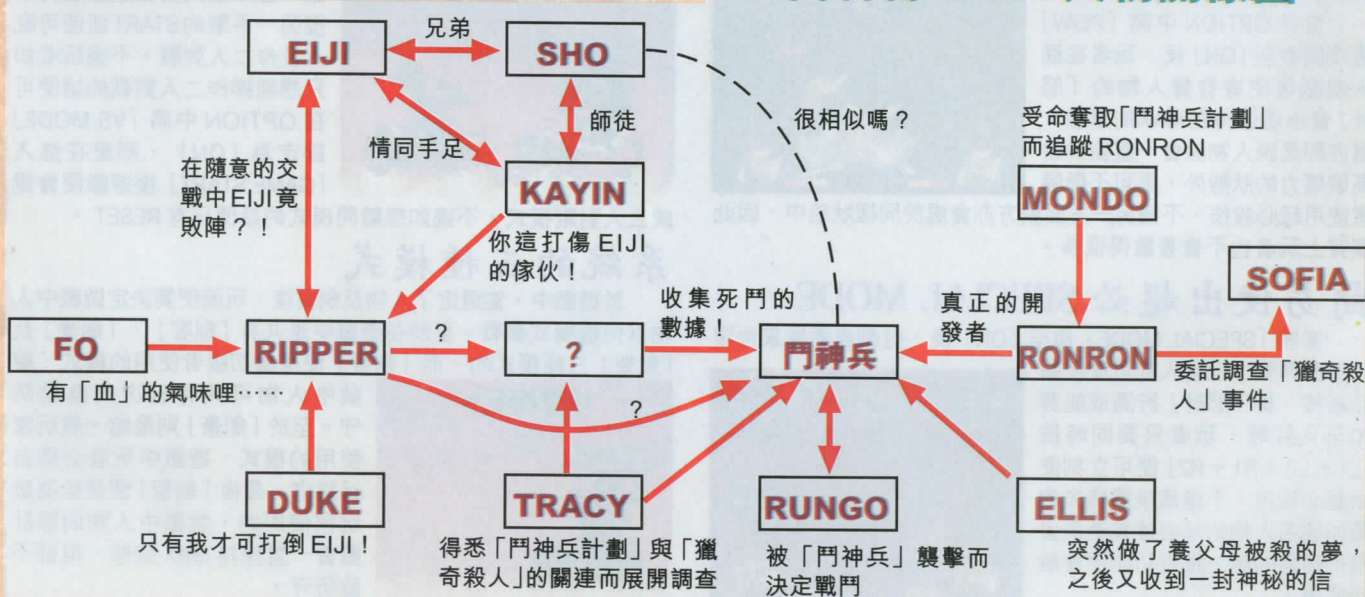 EIJI
兄弟
SHO
師徒
很相似嗎？
受命奪取「鬥神兵計劃」
而追蹤 RONRON
在隨意的交
戰中EIJI竟
敗陣？！
情同手足
KAYIN
MONDO
你這打傷 EIJI
的傢伙！
收集死鬥的
數據！
真正的開
發者
SOFIA
FO
RIPPER
?
鬥神兵
RONRON
有「血」的氣味哩…
?
委託調查「獵奇殺
人」事件
DUKE
TRACY
RUNGO
ELLIS
只有我才可打倒EIJI！
得悉「鬥神兵計劃」與「獵
奇殺人」的關連而展開調查
被「鬥神兵」襲擊而
決定戰鬥
突然做了養父母被殺的夢，
之後又收到一封神秘的信